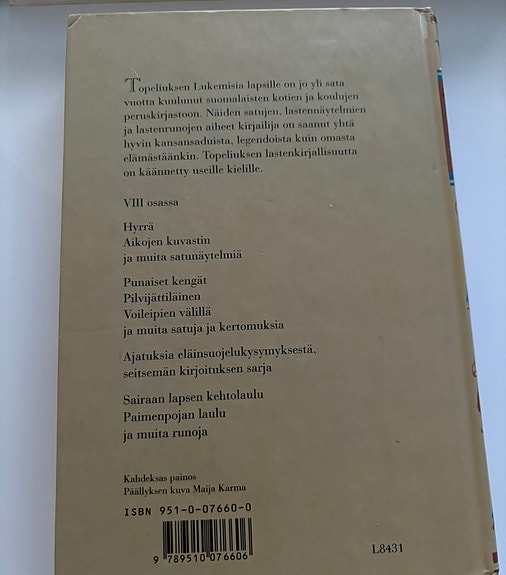 Topeliuksen Lukemisia lapsille on jo yli sata
vuotta kuulunut suomalaisten kotien ja koulujen
peruskirjastoon. Näiden satujen, lastennäytelmien
ja lastenrunojen aiheet kirjailija on saanut yhtä
hyvin kansansaduista, legendoista kuin omasta
elämästäänkin. Topeliuksen lastenkirjallisuutta
on käännetty useille kielille.
VIII osassa
Hyrrä
Aikojen kuvastin
ja muita satunäytelmiä
Punaiset kengät
Pilvijättiläinen
Voileipien välillä
ja muita satuja ja kertomuksia
Ajatuksia eläinsuojelukysymyksestä,
seitsemän kirjoituksen sarja
Sairaan lapsen kehtolaulu
Paimenpojan laulu
ja muita runoja
Kahdeksas painos
Päällyksen kuva Maija Karma
ISBN 951-0-07660-0
9 789510 076606
L8431